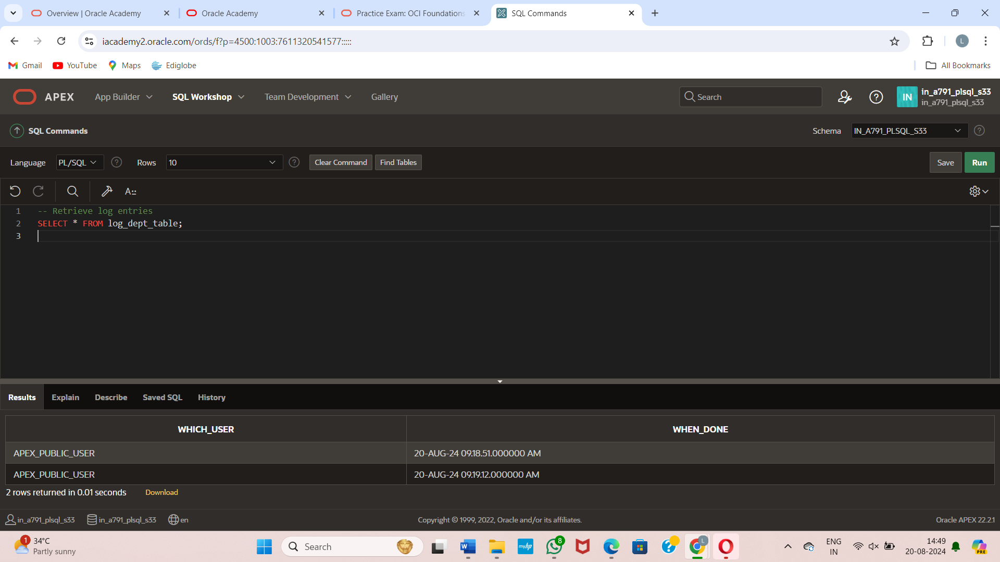 Overview | Oracle Academy
Oracle Academy
Practice Exam: OCI Foundations
SQL Commands
iacademy2.oracle.com/ords/f?p=4500:1003:7611320541577:::::
L
Gmail
YouTube
Maps
Ediglobe
All Bookmarks
APEX
App Builder
SQL Workshop
Team Development
Gallery
Search
IN
in_a791_plsql_s33
in_a791_plsql_s33
SQL Commands
Schema
IN_A791_PLSQL_S33
Language
PL/SQL
Rows
10
Clear Command
Find Tables
Save
Run
A::
1 -- Retrieve log entries
2 SELECT * FROM log_dept_table;
3
Results
Explain
Describe
Saved SQL
History
WHICH_USER WHEN_DONE
APEX_PUBLIC_USER 20-AUG-24 09.18.51.000000 AM
APEX_PUBLIC_USER 20-AUG-24 09.19.12.000000 AM
2 rows returned in 0.01 seconds
Download
in_a791_plsql_s33
in_a791_plsql_s33
en
Copyright © 1999, 2022, Oracle and/or its affiliates.
Oracle APEX 22.2.1
1
34°C
Partly sunny
Search
W
myhp
8
L
ENG
IN
14:49
20-08-2024
PRE